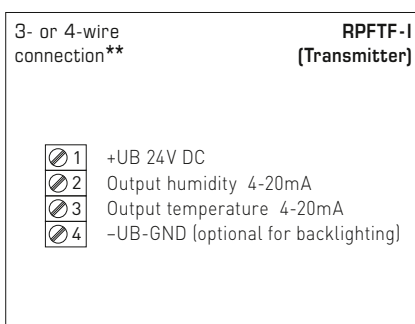 3- or 4-wire RPFTF-I
connection** (Transmitter)
1 +UB 24V DC
2 Output humidity 4-20mA
3 Output temperature 4-20mA
4 –UB-GND (optional for backlighting)